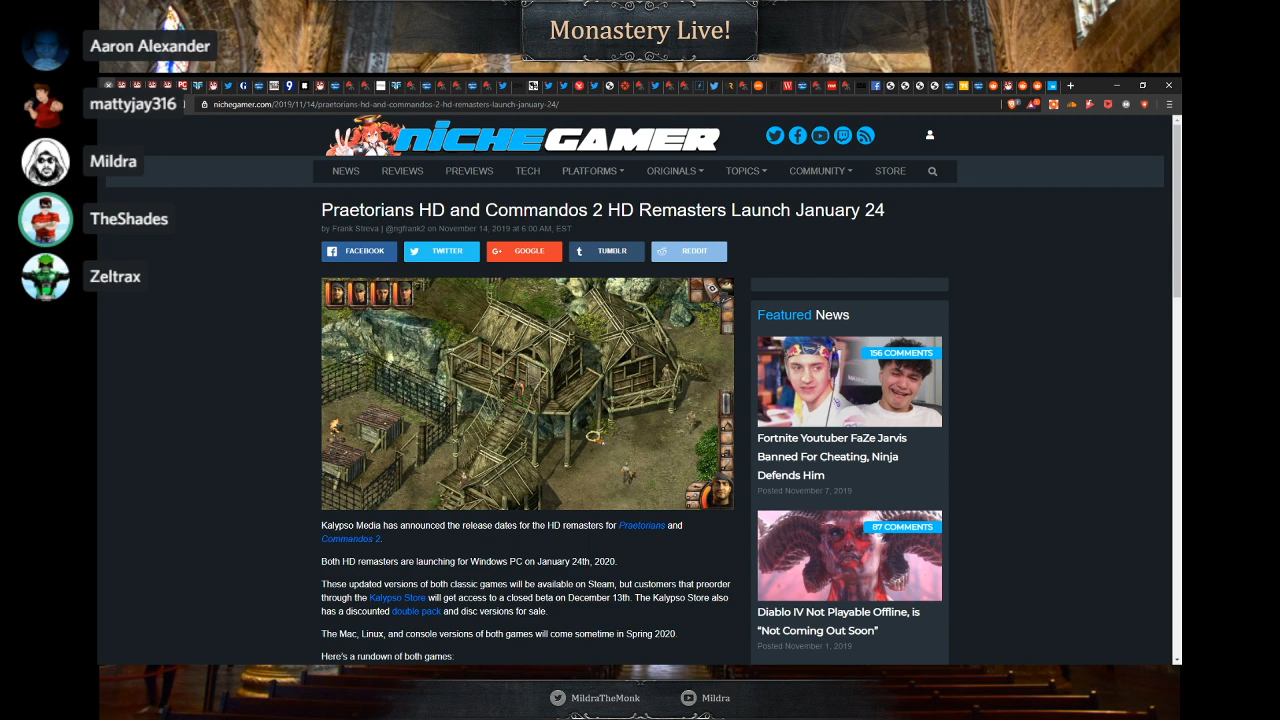 Monastery Live!
Aaron Alexander
mattyjay316
Mildra
TheShades
Zeltrax
nichegamer.com/2019/11/14/praetorians-hd-and-commandos-2-hd-remasters-launch-january-24/
NICHEGAMER
NEWS REVIEWS PREVIEWS TECH PLATFORMS ORIGINALS TOPICS COMMUNITY STORE
Praetorians HD and Commandos 2 HD Remasters Launch January 24
by Frank Streva | @ngfrank2 on November 14, 2019 at 6:00 AM, EST
FACEBOOK TWITTER GOOGLE TUMBLR REDDIT
Kalypso Media has announced the release dates for the HD remasters for Praetorians and
Commandos 2.
Both HD remasters are launching for Windows PC on January 24th, 2020.
These updated versions of both classic games will be available on Steam, but customers that preorder
through the Kalypso Store will get access to a closed beta on December 13th. The Kalypso Store also
has a discounted double pack and disc versions for sale.
The Mac, Linux, and console versions of both games will come sometime in Spring 2020.
Here's a rundown of both games:
Featured News
156 COMMENTS
Fortnite Youtuber FaZe Jarvis
Banned For Cheating, Ninja
Defends Him
Posted November 7, 2019
87 COMMENTS
Diablo IV Not Playable Offline, is
“Not Coming Out Soon”
Posted November 1, 2019
MildraTheMonk Mildra